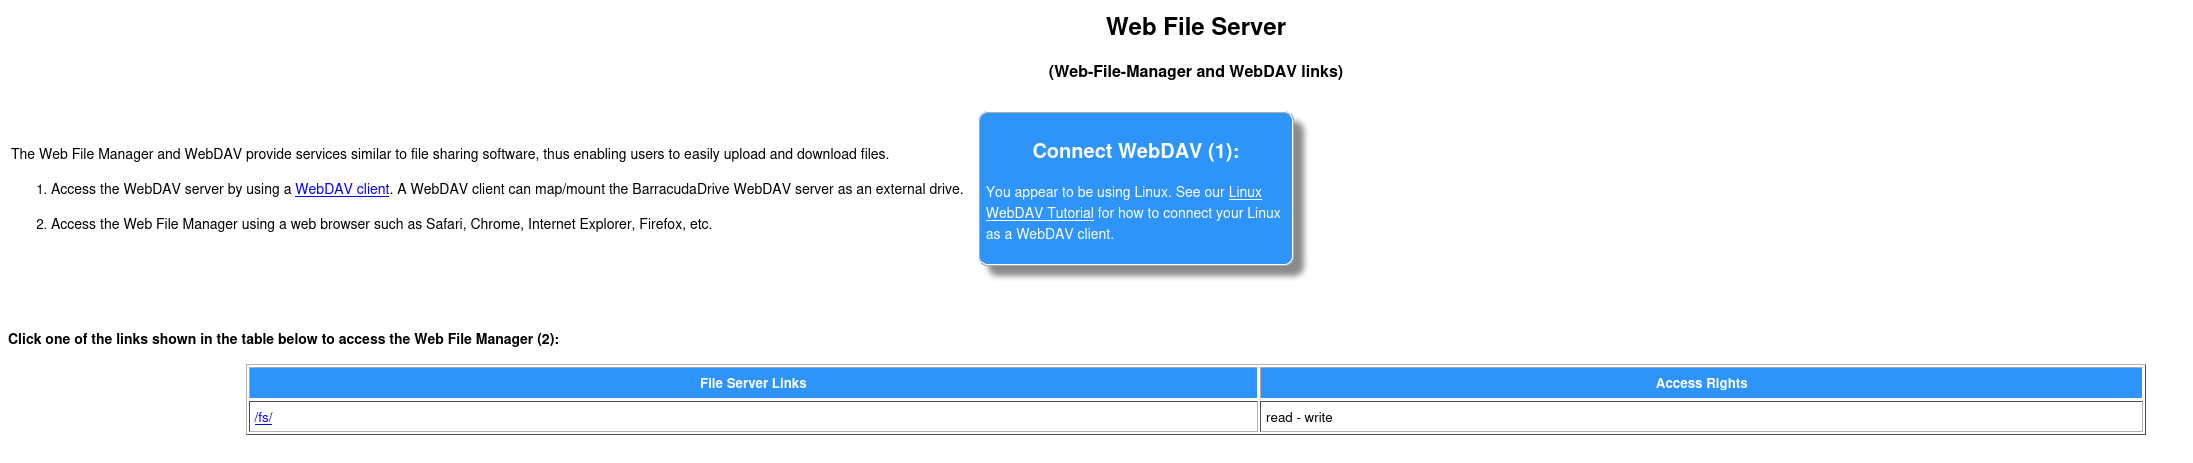 Web File Server
(Web-File-Manager and WebDAV links)
The Web File Manager and WebDAV provide services similar to file sharing software, thus enabling users to easily upload and download files.
1. Access the WebDAV server by using a WebDAV client. A WebDAV client can map/mount the BarracudaDrive WebDAV server as an external drive.
2. Access the Web File Manager using a web browser such as Safari, Chrome, Internet Explorer, Firefox, etc.
Connect WebDAV (1):
You appear to be using Linux. See our Linux
WebDAV Tutorial for how to connect your Linux
as a WebDAV client.
Click one of the links shown in the table below to access the Web File Manager (2):
File Server Links Access Rights
/fs/ read - write